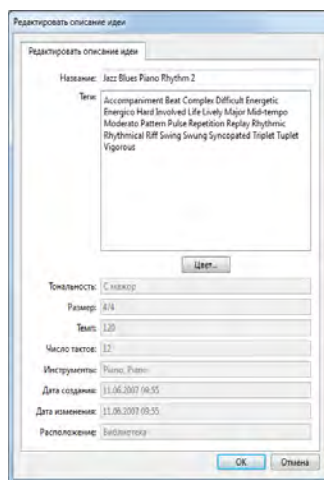 Редактировать описание идеи
Редактировать описание идеи
Название: Jazz Blues Piano Rhythm 2
Теги: Accompaniment Beat Complex Difficult Energetic
Energico Hard Involved Life Lively Major Mid-tempo
Moderato Pattern Pulse Repetition Replay Rhythmic
Rhythmical Riff Swing Swung Syncopated Triplet Tuplet
Vigorous
Цвет...
Тональность: C мажор
Размер: 4/4
Темп: 120
Число тактов: 12
Инструменты: Piano, Piano
Дата создания: 11.06.2007 09:55
Дата изменения: 11.06.2007 09:55
Расположение: Библиотека
OK Отмена